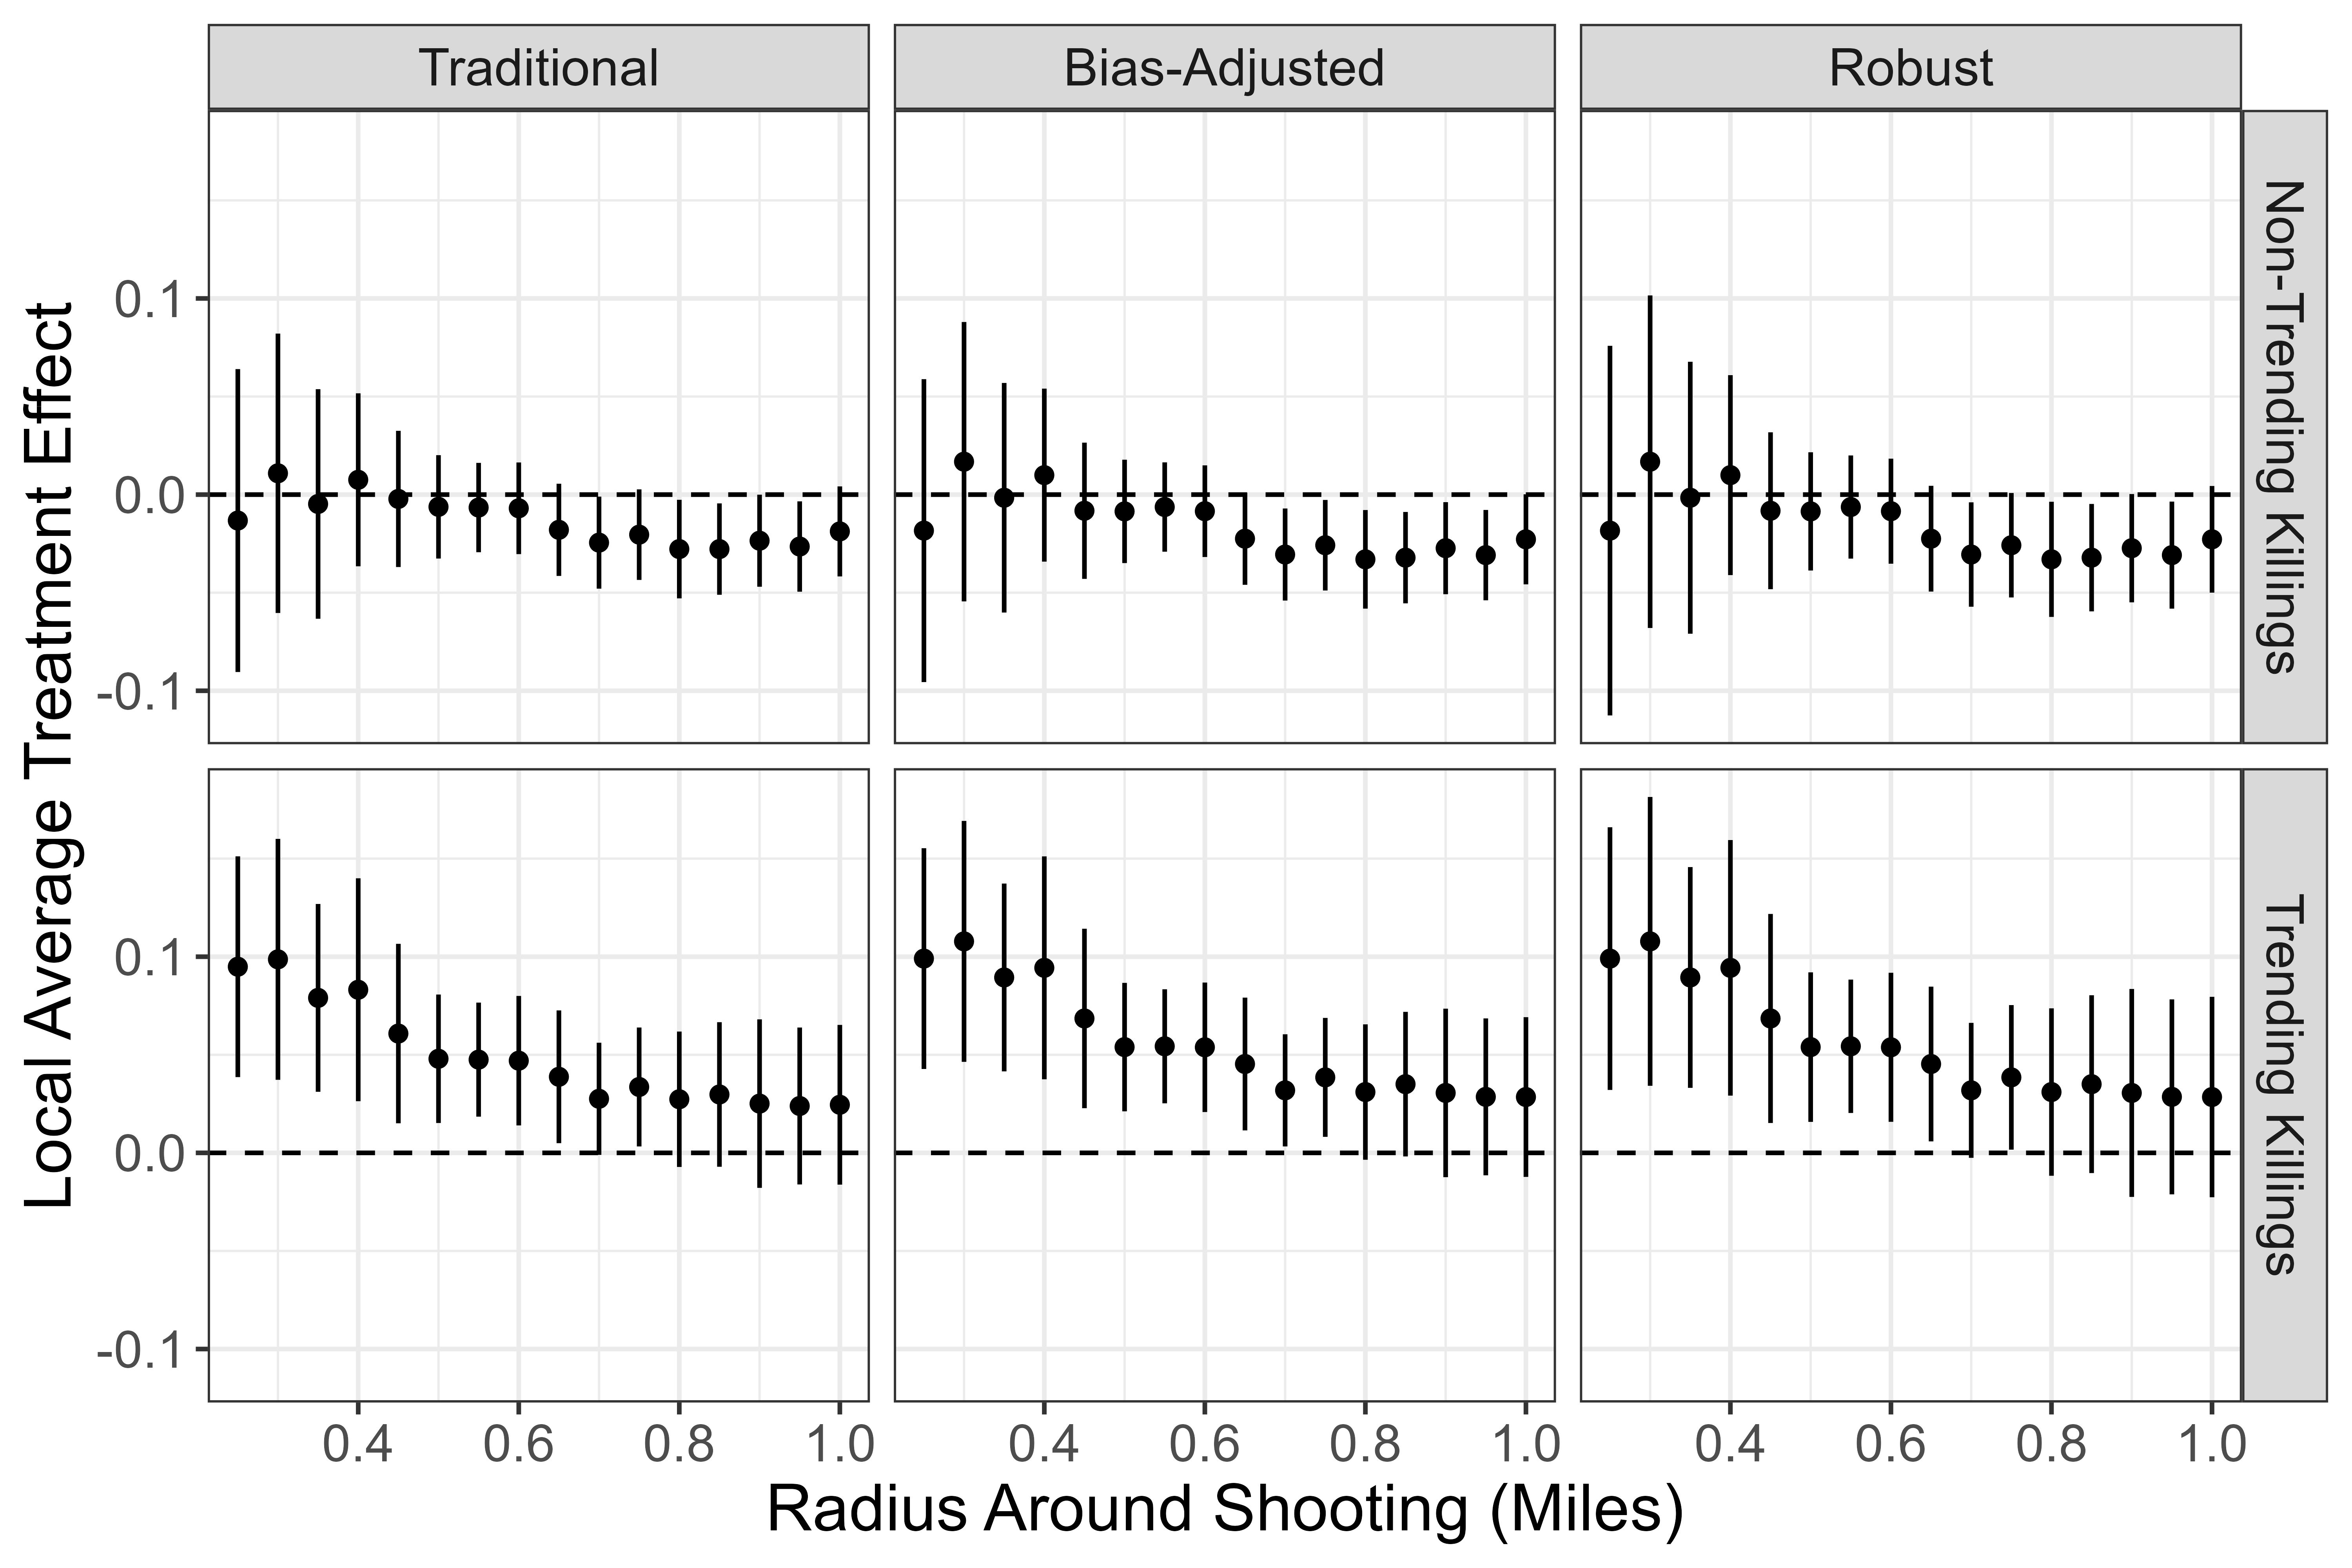 Traditional
Bias-Adjusted
Robust
Local Average Treatment Effect
0.1
0.0
-0.1
Non-Trending Killings
0.1
0.0
-0.1
Trending Killings
0.4 0.6 0.8 1.0
0.4 0.6 0.8 1.0
0.4 0.6 0.8 1.0
Radius Around Shooting (Miles)